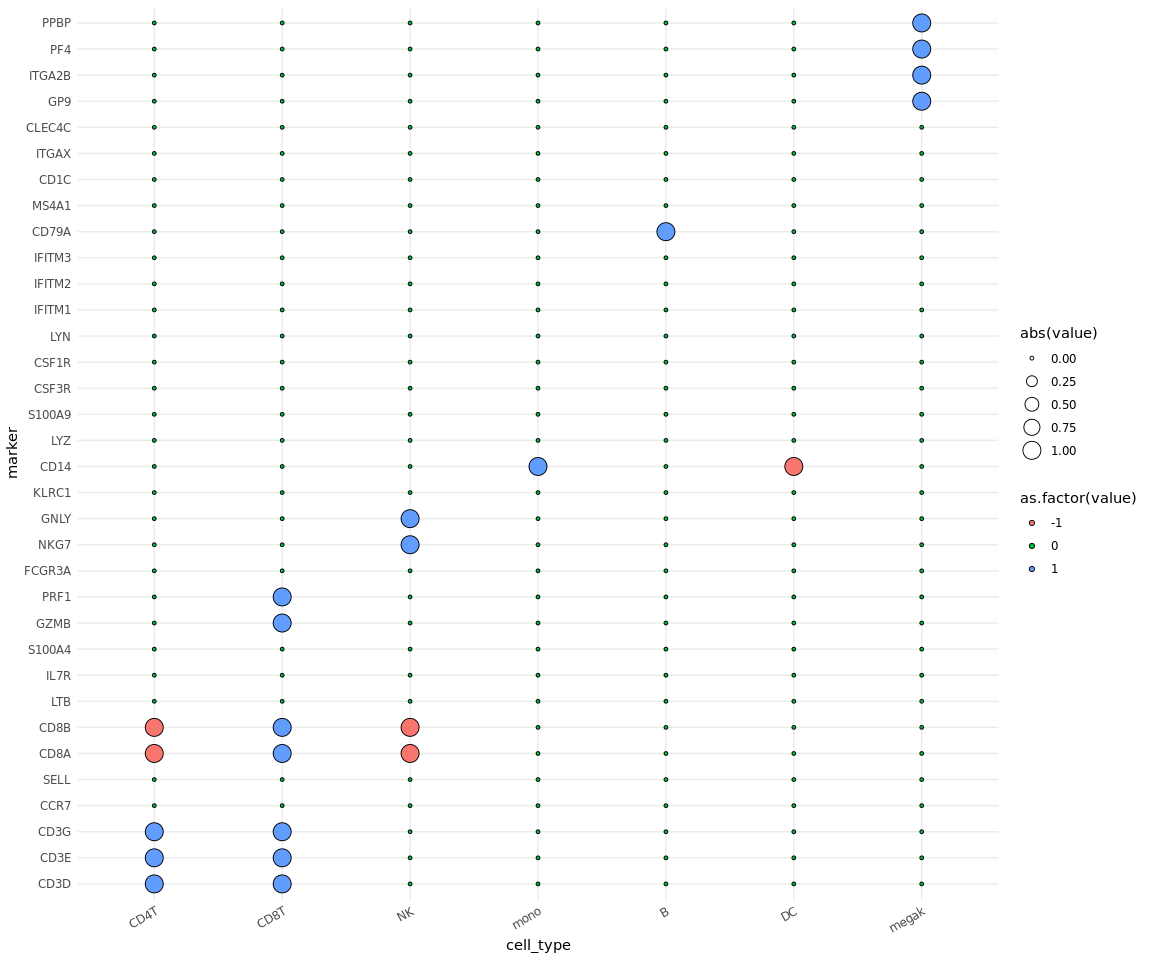 PPBP
PF4
ITGA2B
GP9
CLEC4C
ITGAX
CD1C
MS4A1
CD79A
IFITM3
IFITM2
IFITM1
LYN
CSF1R
CSF3R
S100A9
LYZ
CD14
KLRC1
GNLY
NKG7
FCGR3A
PRF1
GZMB
S100A4
IL7R
LTB
CD8B
CD8A
SELL
CCR7
CD3G
CD3E
CD3D
marker
CD4T
CD8T
NK
mono
B
DC
megak
cell_type
abs(value)
0.00
0.25
0.50
0.75
1.00
as.factor(value)
-1
0
1